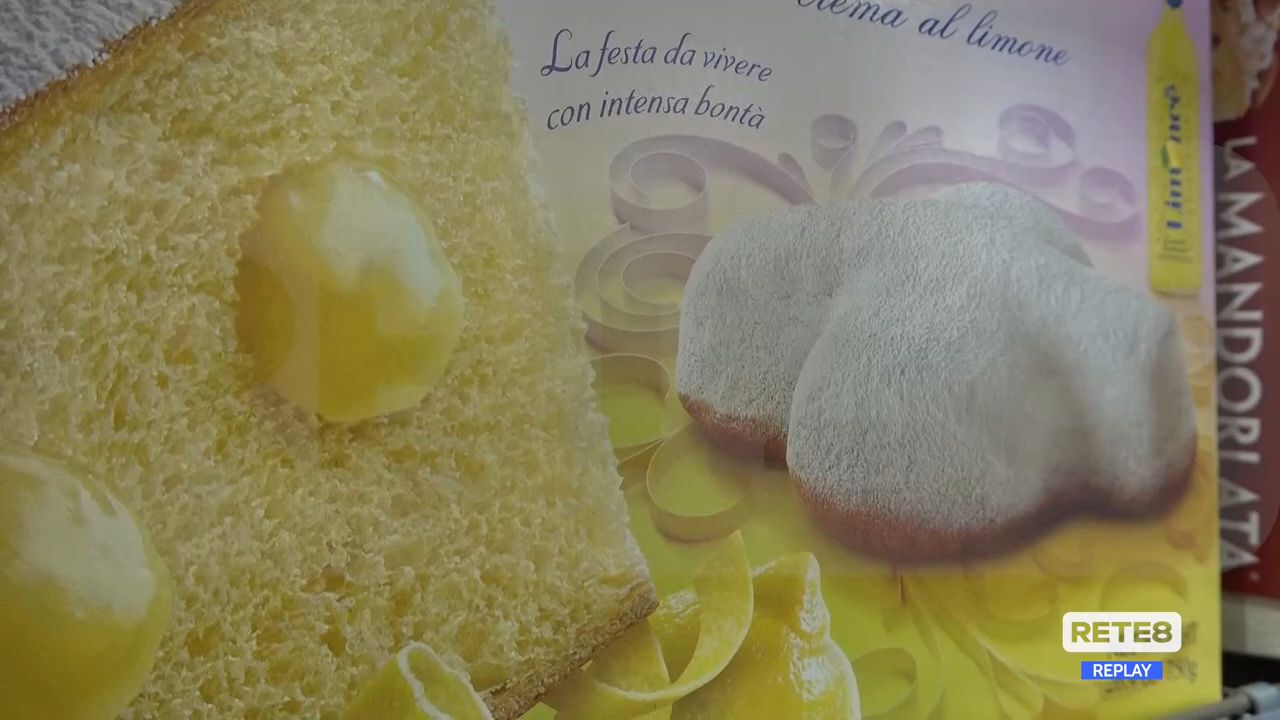 crema al limone
La festa da vivere
con intensa bontà
LA MANDORLATA
RETE8
REPLAY